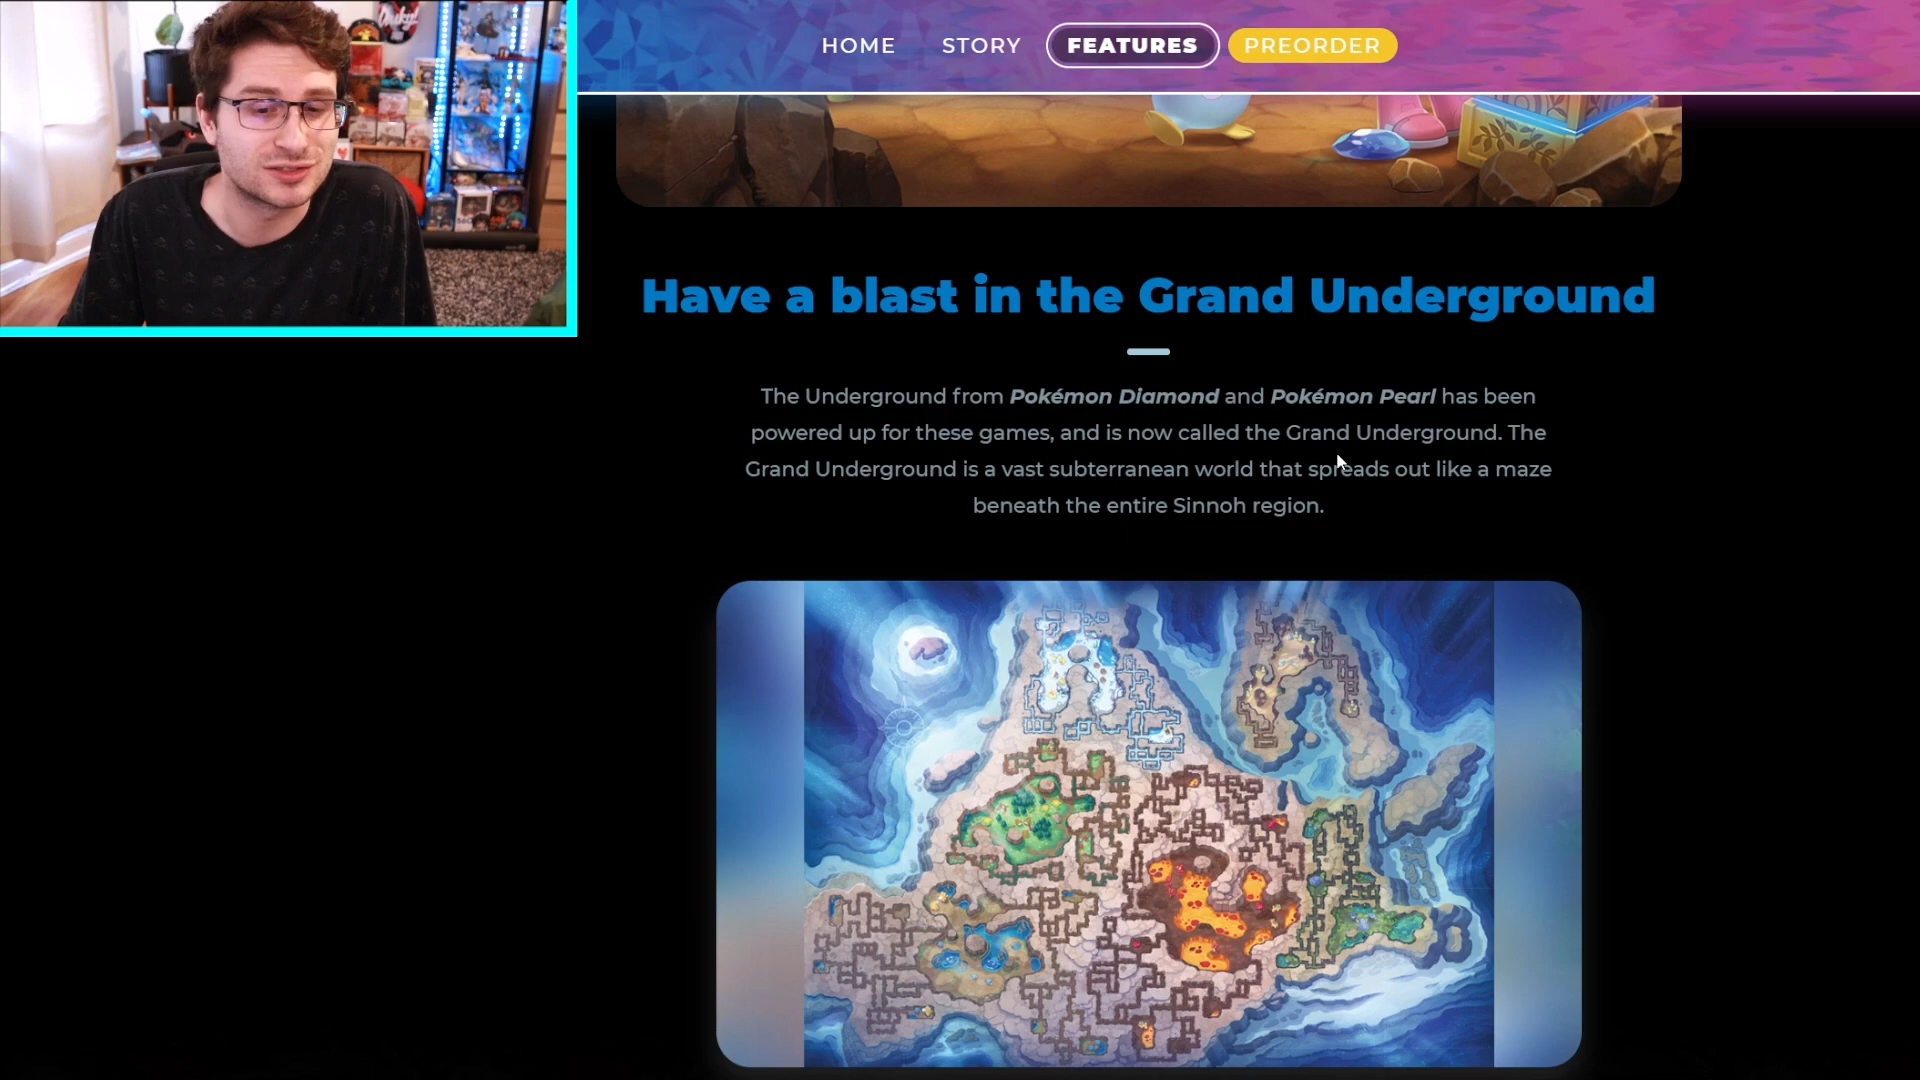 HOME STORY FEATURES PREORDER
Have a blast in the Grand Underground
The Underground from Pokémon Diamond and Pokémon Pearl has been
powered up for these games, and is now called the Grand Underground. The
Grand Underground is a vast subterranean world that spreads out like a maze
beneath the entire Sinnoh region.